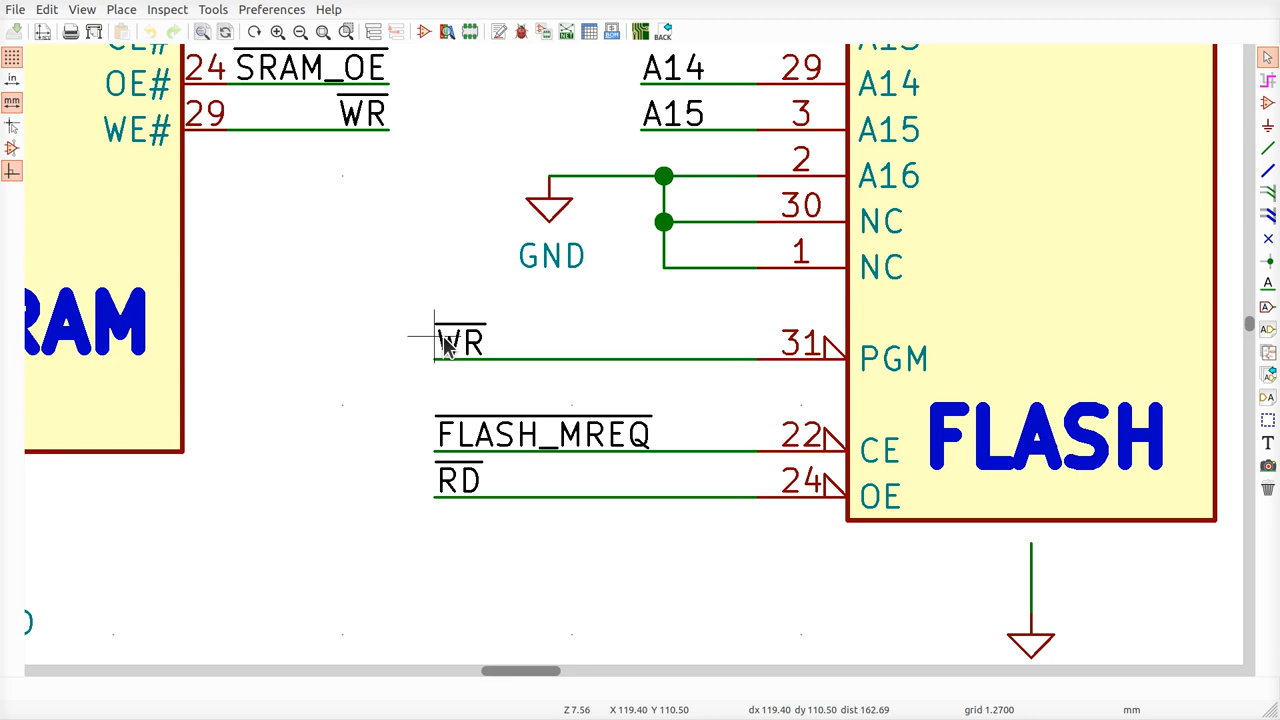 File Edit View Place Inspect Tools Preferences Help
BACK
in
mm
OE# 24 SRAM_OE
WE# 29 WR
A14 29 A14
A15 3 A15
2 A16
30 NC
1 NC
GND
RAM
WR 31 PGM
FLASH_MREQ 22 CE
RD 24 OE
FLASH
Z 7.56 X 119.40 Y 110.50 dx 119.40 dy 110.50 dist 162.69 grid 1.2700 mm